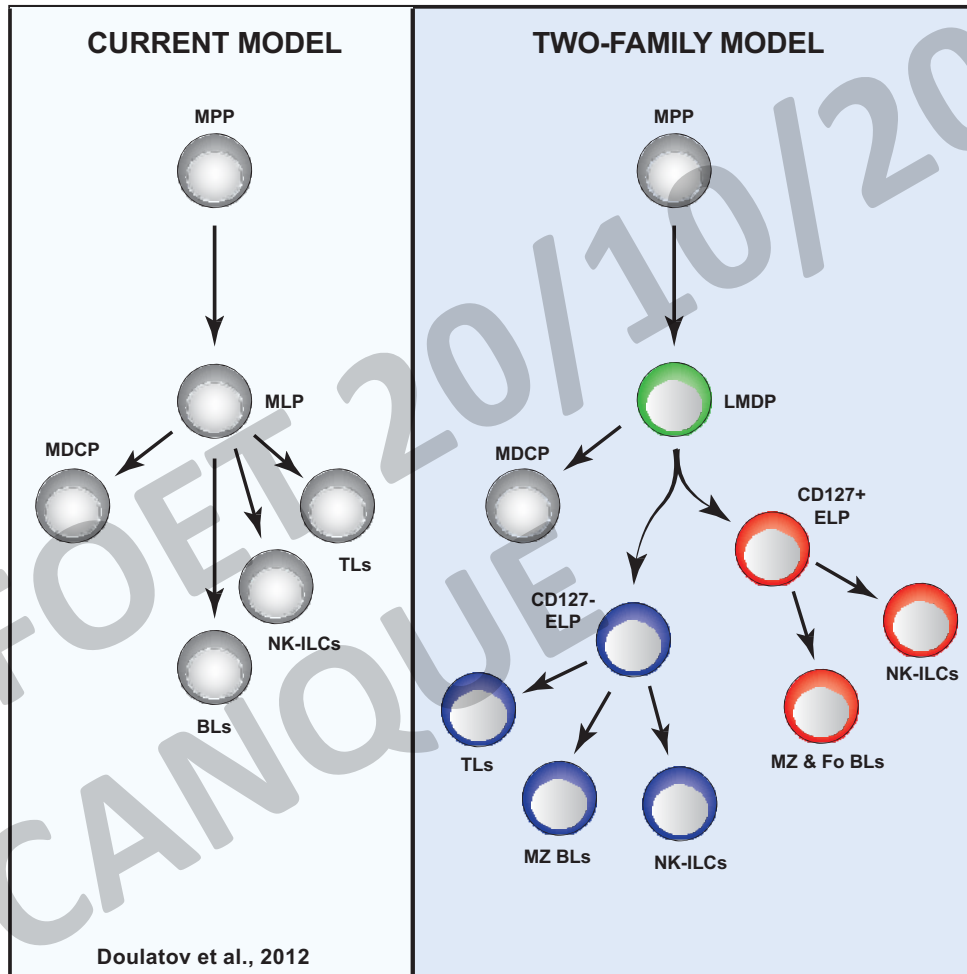 CURRENT MODEL
MPP
MLP
MDCP
TLs
NK-ILCs
BLs
Doulatov et al., 2012
TWO-FAMILY MODEL
MPP
LMDP
MDCP
CD127+
ELP
CD127-
ELP
NK-ILCs
MZ & Fo BLs
TLs
MZ BLs
NK-ILCs
FOET 20/10/20
CANQUE